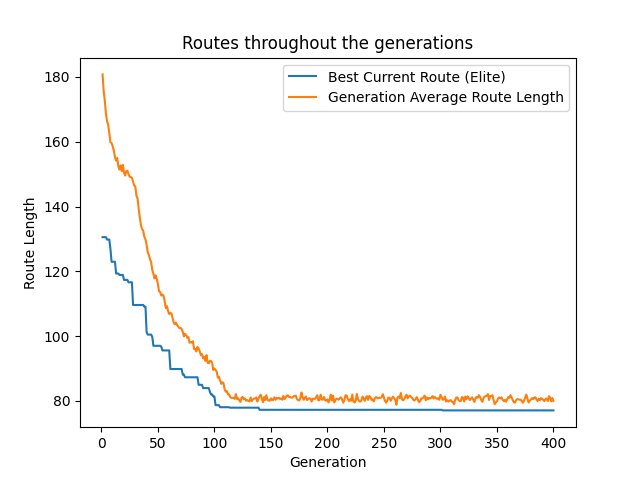 Routes throughout the generations
Best Current Route (Elite)
Generation Average Route Length
Route Length
180
160
140
120
100
80
0 50 100 150 200 250 300 350 400
Generation